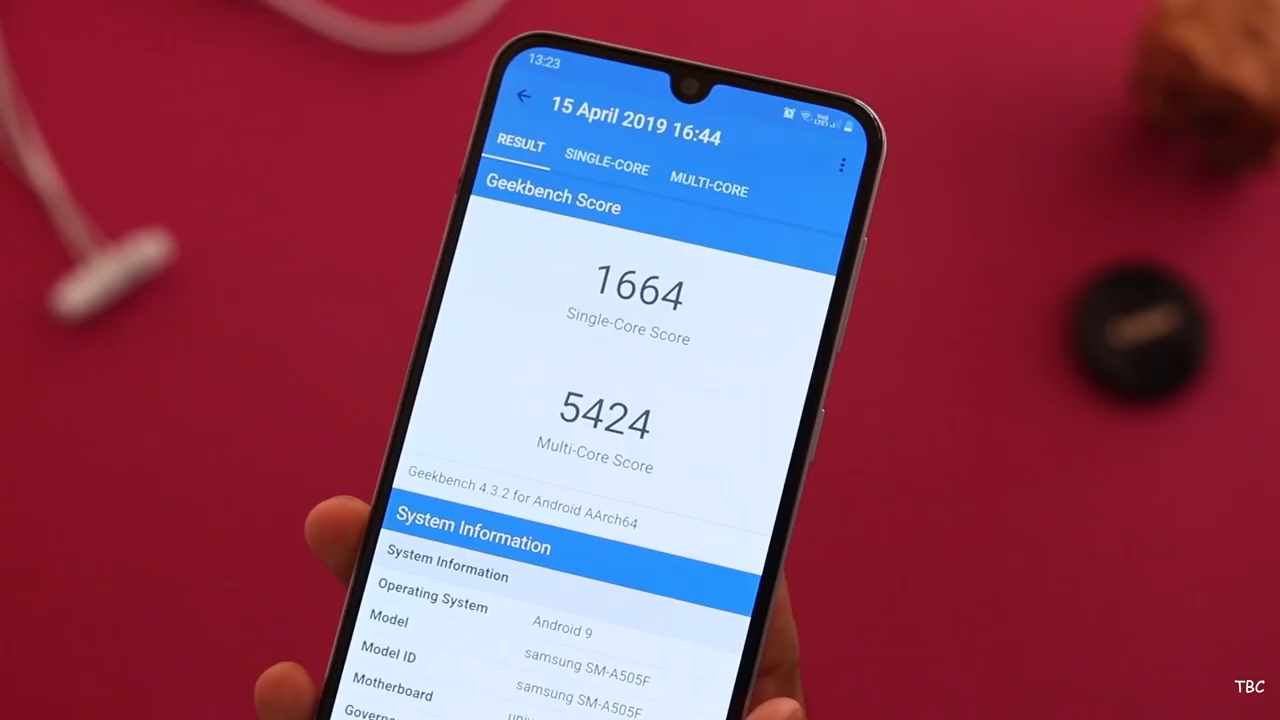 13:23
15 April 2019 16:44
RESULT SINGLE-CORE MULTI-CORE
Geekbench Score
1664
Single-Core Score
5424
Multi-Core Score
Geekbench 4.3.2 for Android AArch64
System Information
System Information
Operating System Android 9
Model samsung SM-A505F
Model ID samsung SM-A505F
Motherboard
TBC